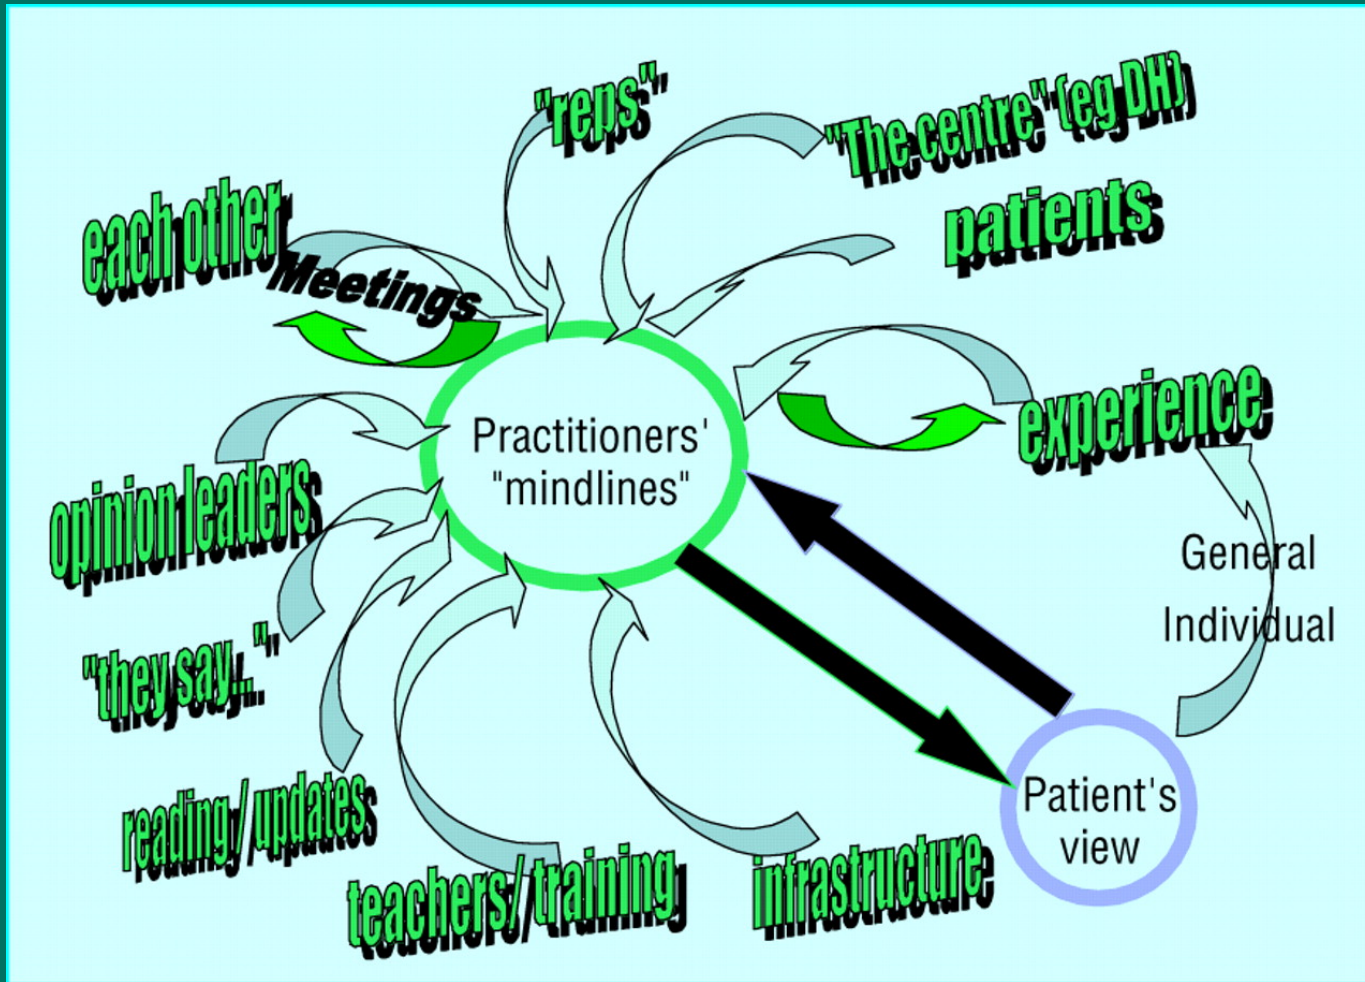 "reps"
"The centre" (eg DH)
patients
each other
Meetings
experience
Practitioners'
"mindlines"
opinion leaders
General
Individual
"they say..."
reading / updates
Patient's
view
teachers/ training
infrastructure